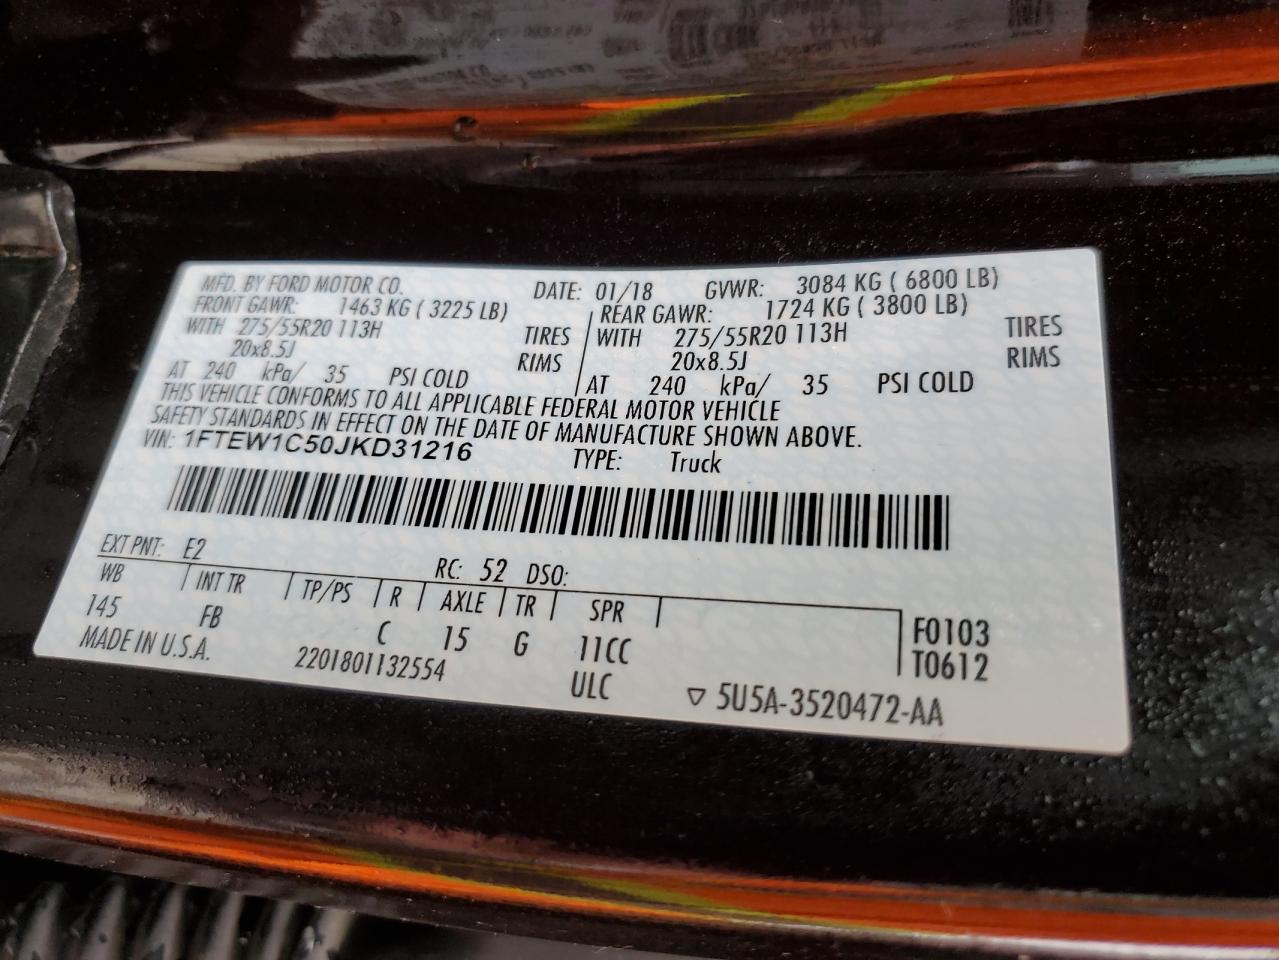 MFD. BY FORD MOTOR CO. DATE: 01/18 GVWR: 3084 KG ( 6800 LB)
FRONT GAWR: 1463 KG ( 3225 LB) REAR GAWR: 1724 KG ( 3800 LB)
WITH 275/55R20 113H TIRES WITH 275/55R20 113H TIRES
20x8.5J RIMS 20x8.5J RIMS
AT 240 kPa/ 35 PSI COLD AT 240 kPa/ 35 PSI COLD
THIS VEHICLE CONFORMS TO ALL APPLICABLE FEDERAL MOTOR VEHICLE
SAFETY STANDARDS IN EFFECT ON THE DATE OF MANUFACTURE SHOWN ABOVE.
VIN: 1FTEW1C50JKD31216 TYPE: Truck
EXT PNT: E2 RC: 52 DSO:
WB INT TR TP/PS R AXLE TR SPR
145 FB C 15 G 11CC F0103
T0612
MADE IN U.S.A. 2201801132554 ULC ▽ 5U5A-3520472-AA